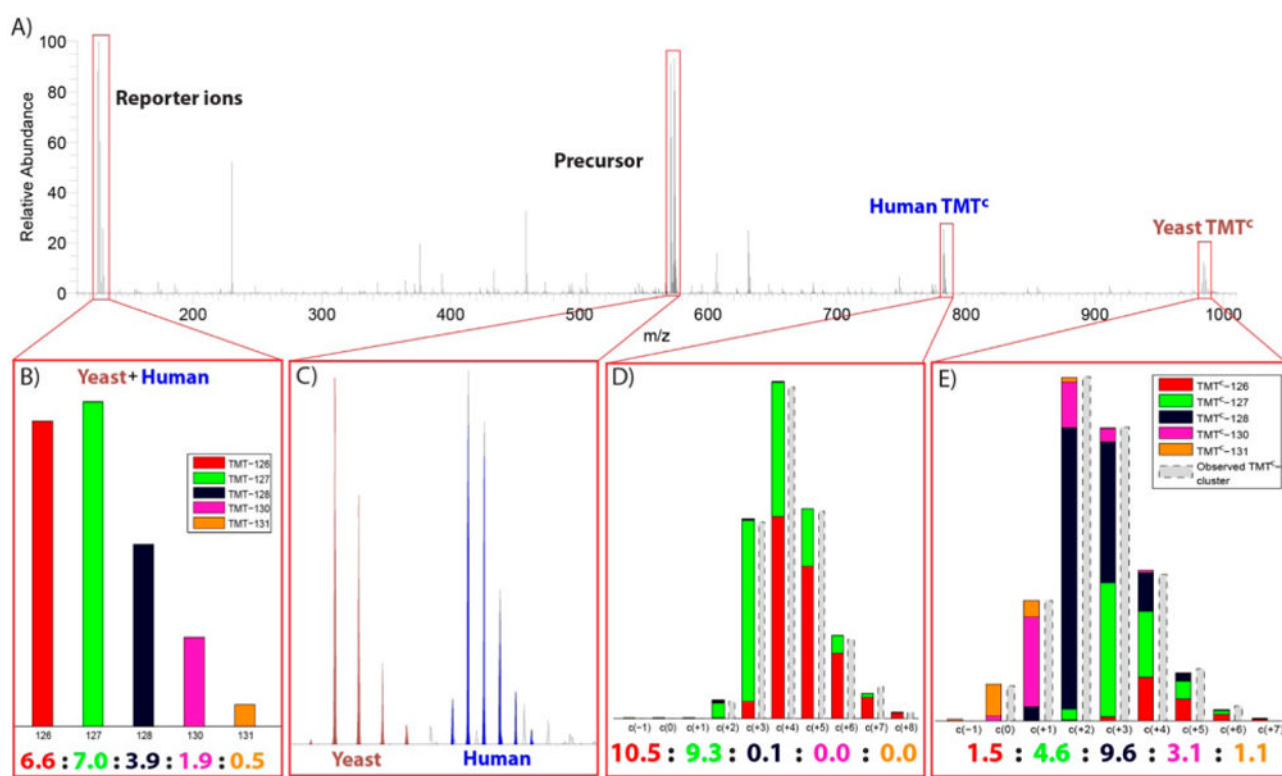 A)
100
80
60
40
20
0
Relative Abundance
Reporter ions
Precursor
Human TMTᶜ
Yeast TMTᶜ
200 300 400 500 600 700 800 900 1000
m/z
B)
Yeast+Human
TMT-126
TMT-127
TMT-128
TMT-130
TMT-131
126 127 128 130 131
6.6 : 7.0 : 3.9 : 1.9 : 0.5
C)
Yeast Human
D)
c(-1) c(0) c(+1) c(+2) c(+3) c(+4) c(+5) c(+6) c(+7) c(+8)
10.5 : 9.3 : 0.1 : 0.0 : 0.0
E)
TMTᶜ-126
TMTᶜ-127
TMTᶜ-128
TMTᶜ-130
TMTᶜ-131
Observed TMTᶜ-
cluster
c(-1) c(0) c(+1) c(+2) c(+3) c(+4) c(+5) c(+6) c(+7)
1.5 : 4.6 : 9.6 : 3.1 : 1.1